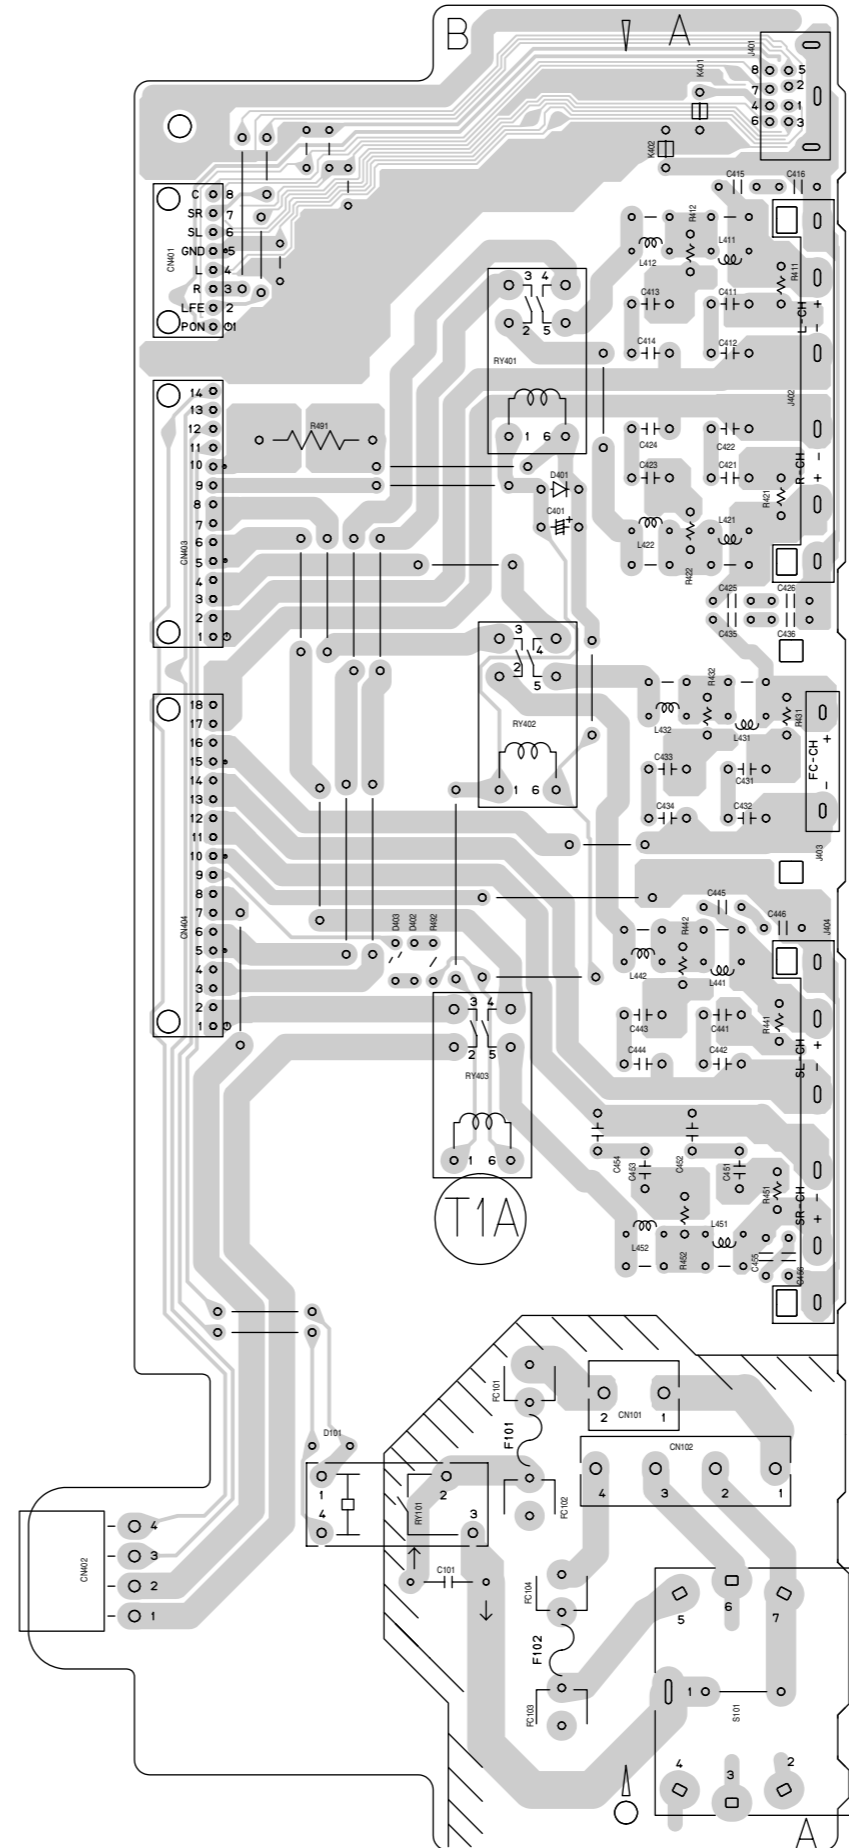 B
A
J401
K401
8 5
7 2
4 1
6 3
K402
C415
C416
CN401
C 8
SR 7
SL 6
GND 5
L 4
R 3
LFE 2
PON 1
R412
L411
L412
R411
C413
C411
L-CH + -
C414
C412
3 4
2 5
RY401
1 6
J402
C424
C422
C423
C421
R-CH + -
R421
L422
L421
R422
CN403
14
13
12
11
10
9
8
7
6
5
4
3
2
1
R491
D401
C401
+
C425
C426
C435
C436
3
4
2
5
RY402
1 6
R432
R431
L432
L431
C433
C431
FC-CH + -
C434
C432
J403
CN404
18
17
16
15
14
13
12
11
10
9
8
7
6
5
4
3
2
1
D403
D402
R492
C445
C446
J404
R442
L442
L441
R441
C443
C441
SL-CH + -
C444
C442
3 4
2 5
RY403
1 6
T1A
C454
C453
C452
C451
R451
SR-CH + -
L452
R452
L451
C455
C456
FC101
F101
FC102
2 1
CN101
CN102
4 3 2 1
D101
1
4
RY101
2
3
C101
CN402
4
3
2
1
FC104
F102
FC103
5 6 7
1
S101
4 3 2
A